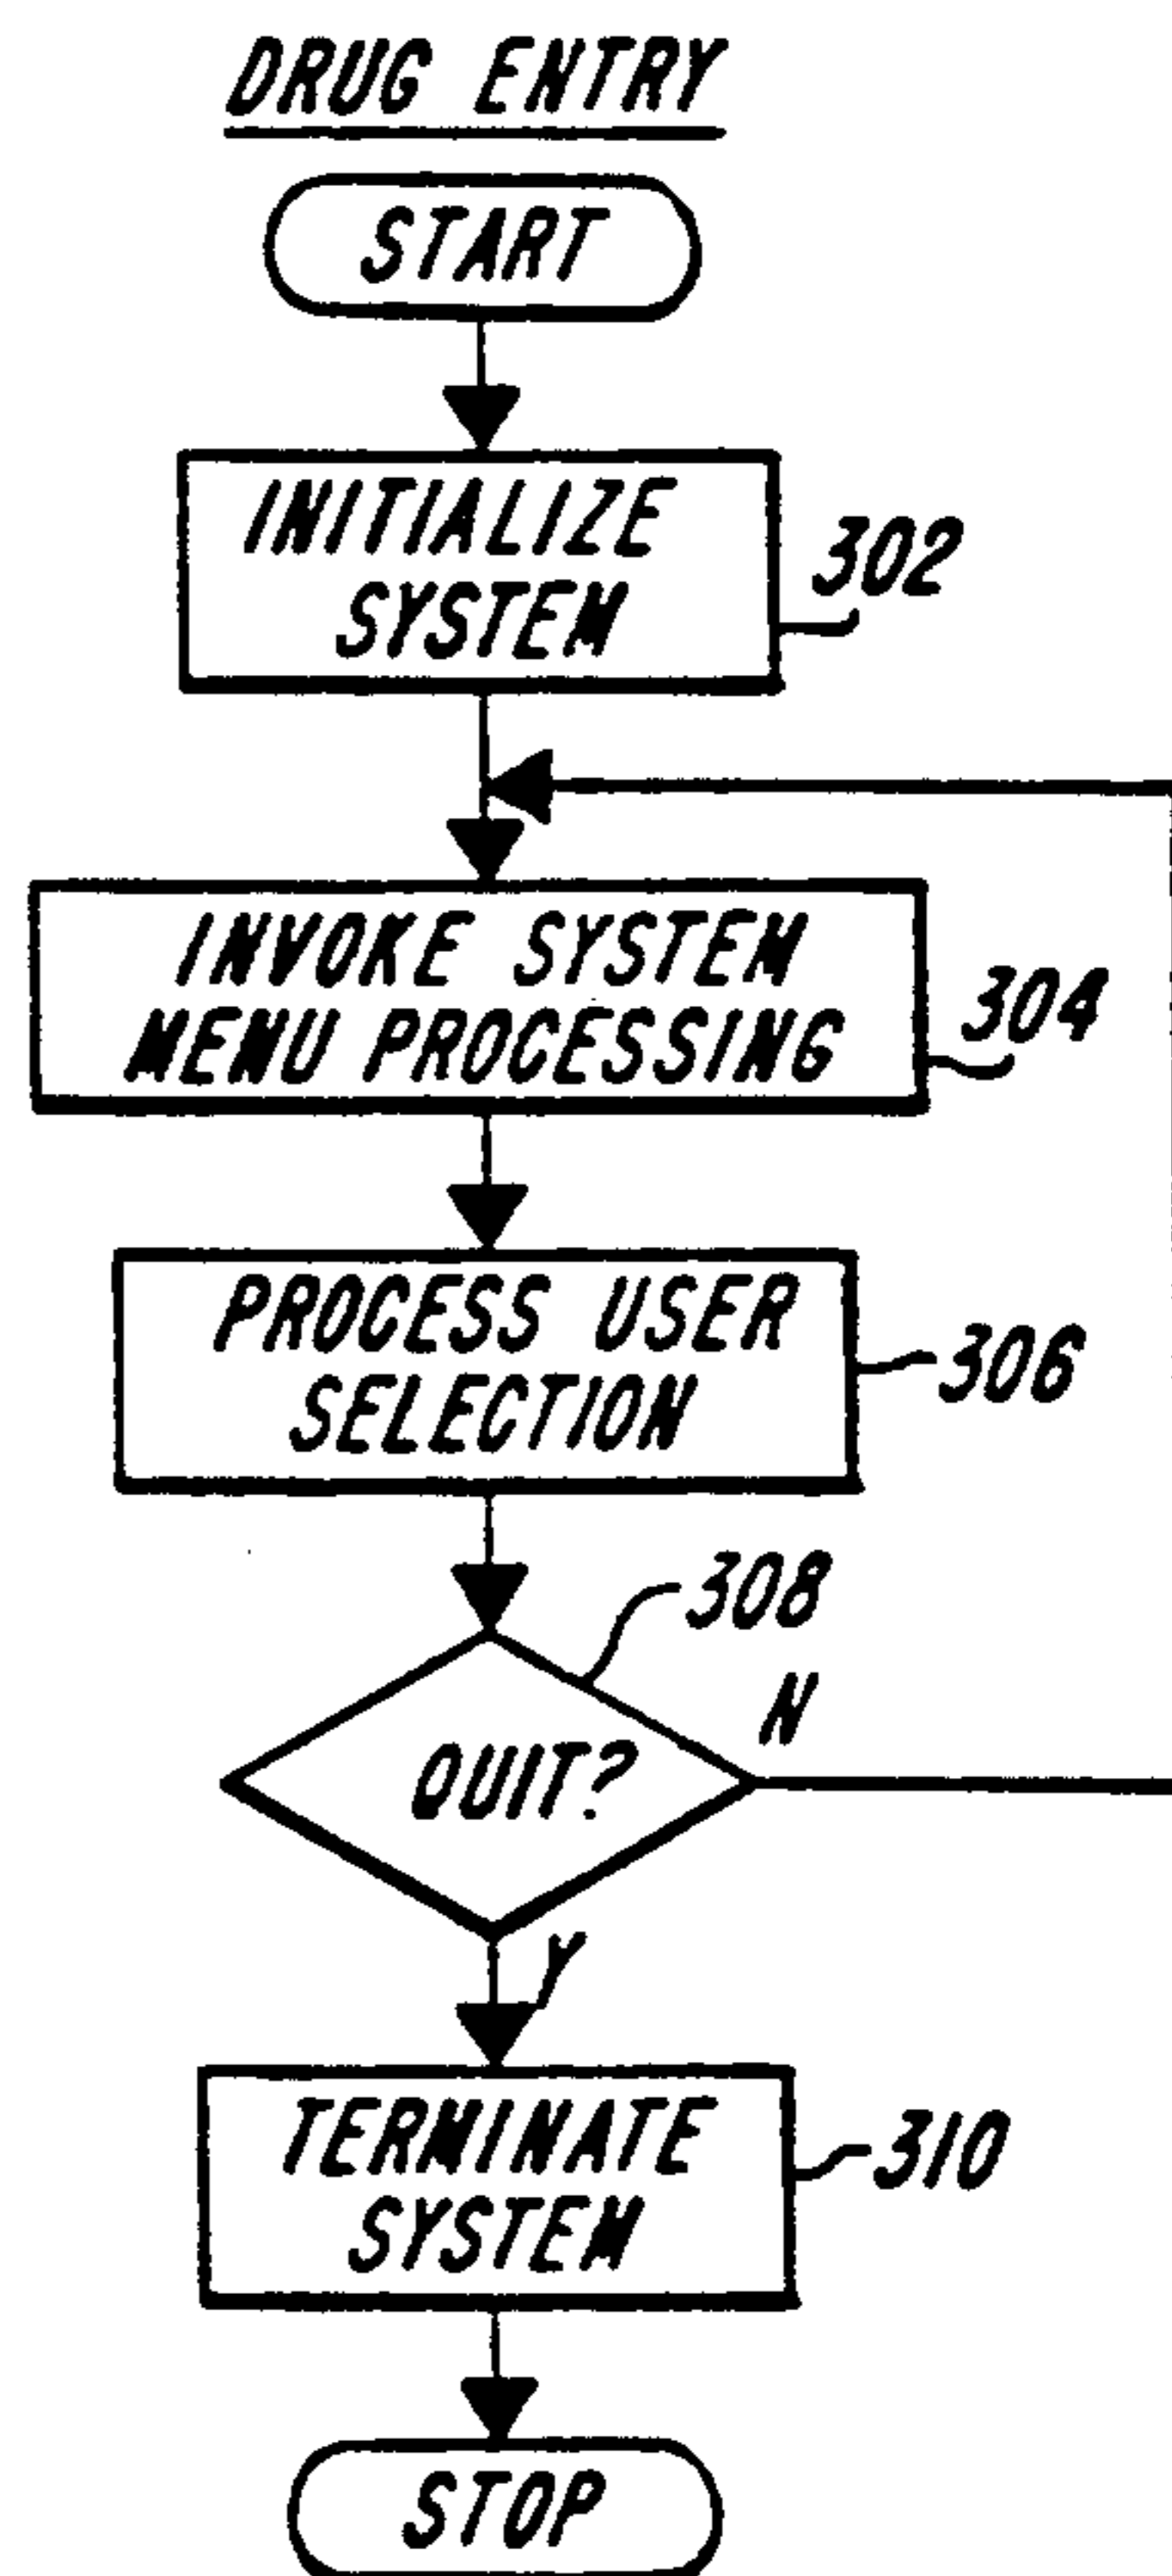 DRUG ENTRY
START
INITIALIZE
SYSTEM
302
INVOKE SYSTEM
MENU PROCESSING
304
PROCESS USER
SELECTION
306
308
QUIT?
N
Y
TERMINATE
SYSTEM
310
STOP